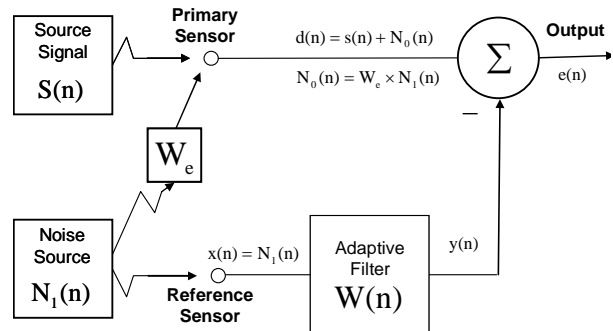 Source
Signal
S(n)
Primary
Sensor
d(n) = s(n) + N₀(n)
N₀(n) = Wₑ × N₁(n)
Σ
Output
e(n)
−
Wₑ
Noise
Source
N₁(n)
x(n) = N₁(n)
Reference
Sensor
Adaptive
Filter
W(n)
y(n)